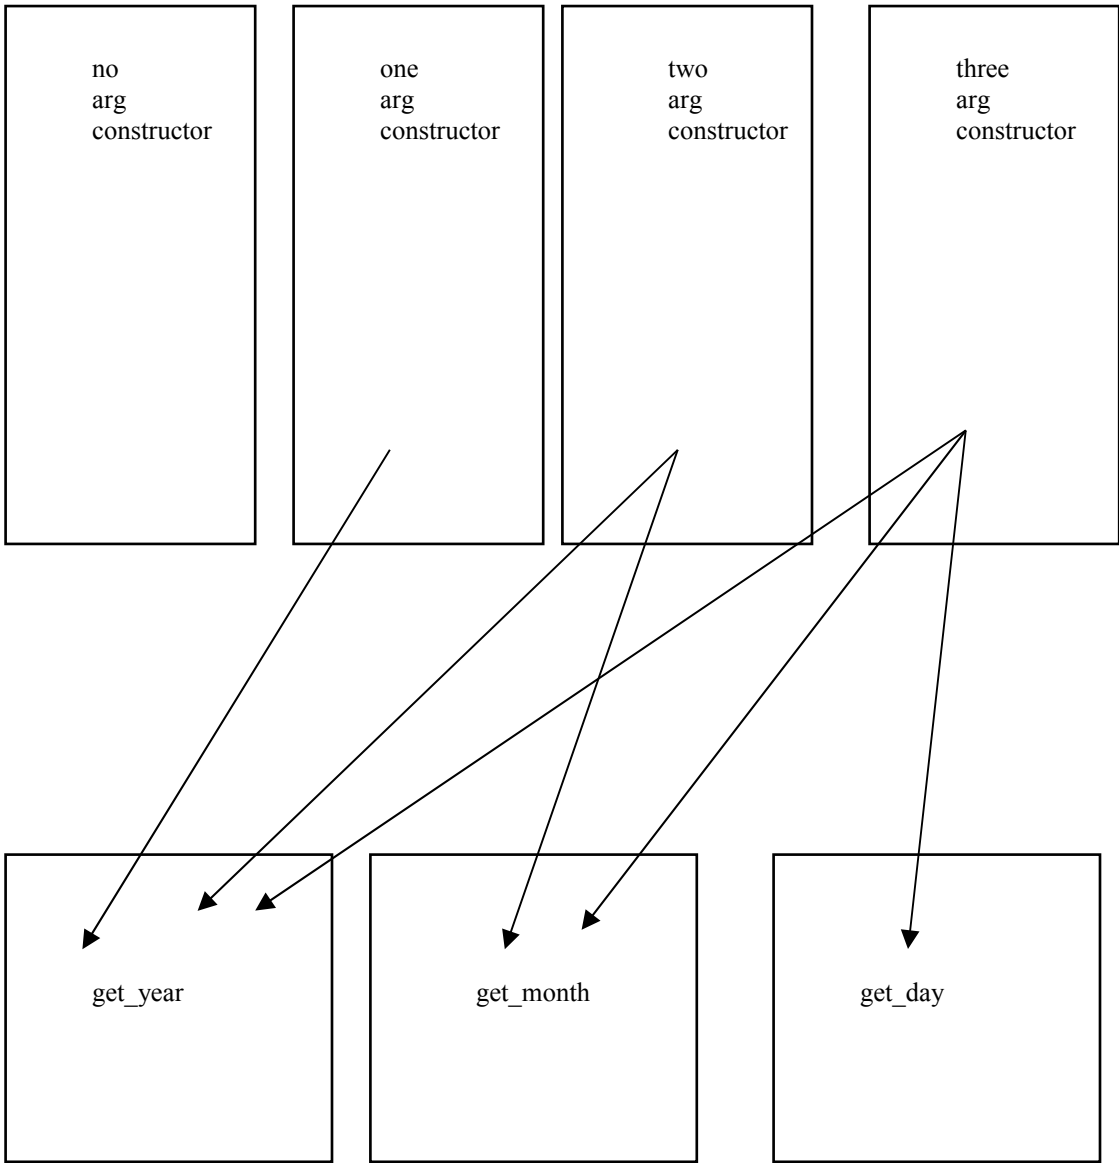 no
arg
constructor
one
arg
constructor
two
arg
constructor
three
arg
constructor
get_year
get_month
get_day